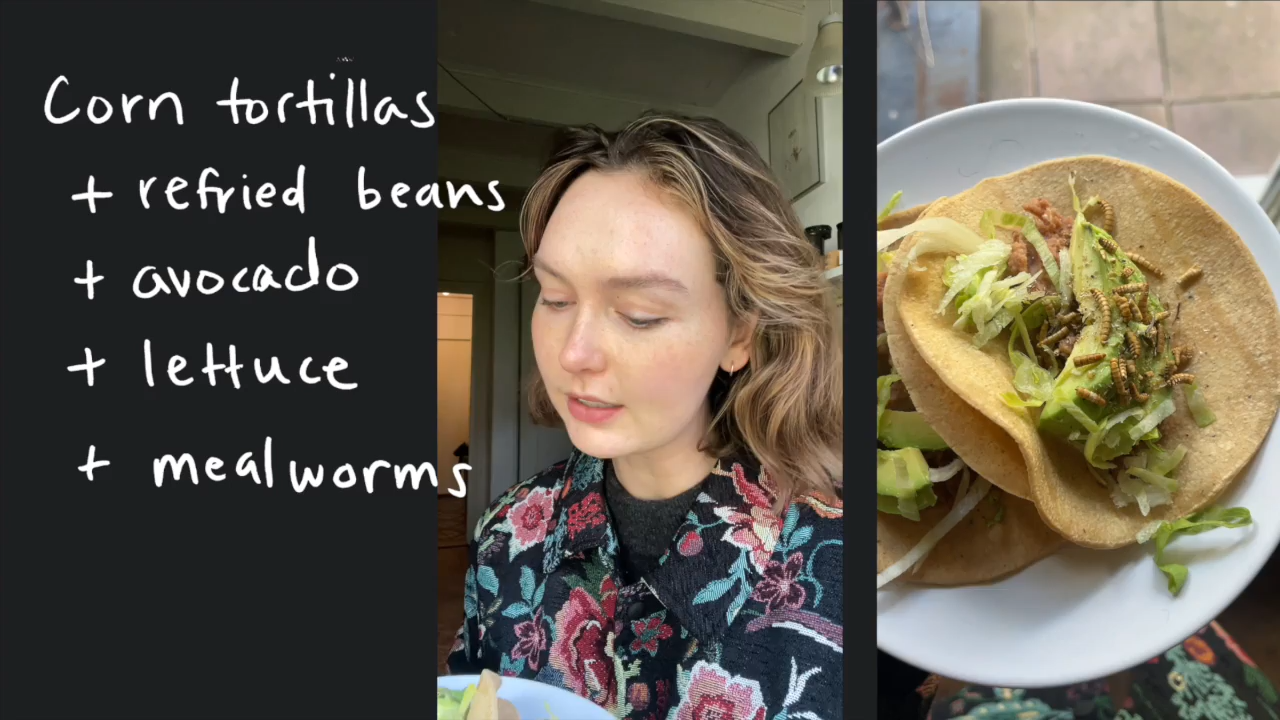 Corn tortillas
+ refried beans
+ avocado
+ lettuce
+ mealworms